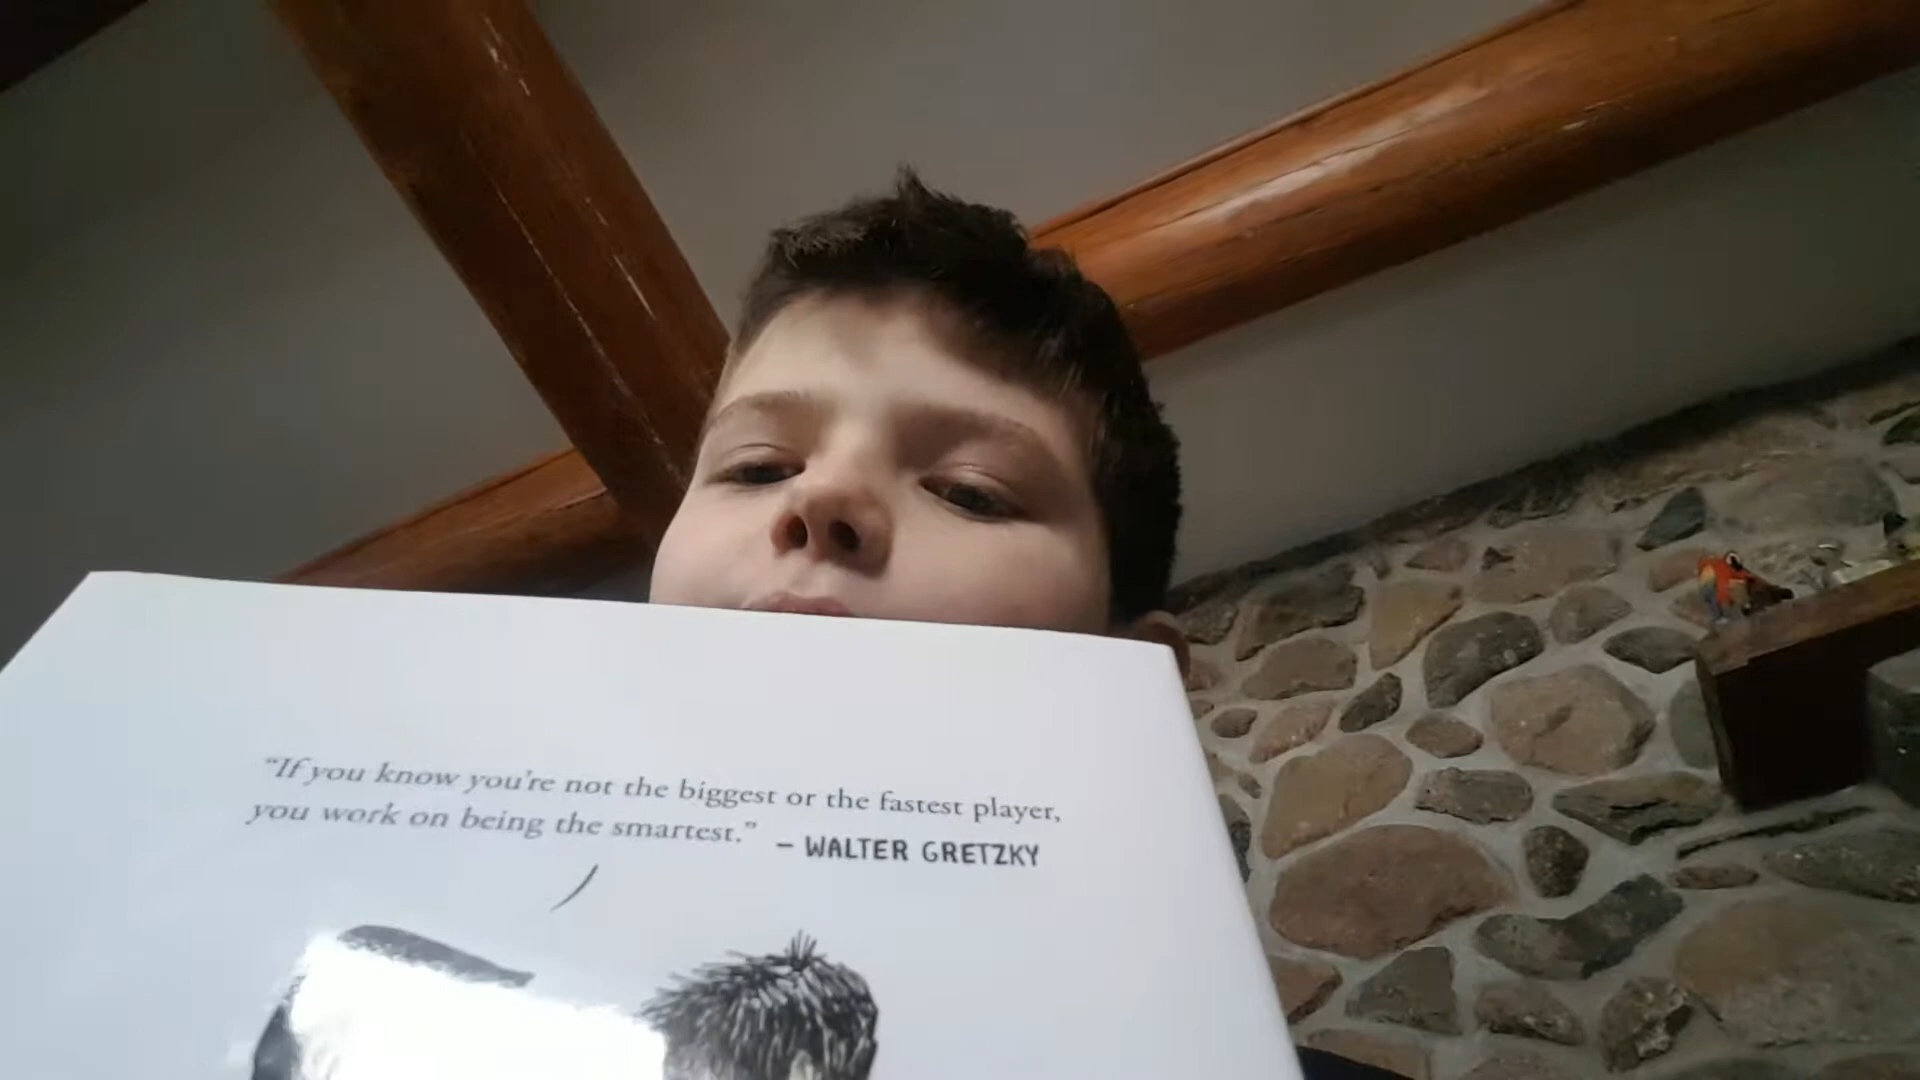 “If you know you’re not the biggest or the fastest player,
you work on being the smartest.” – WALTER GRETZKY